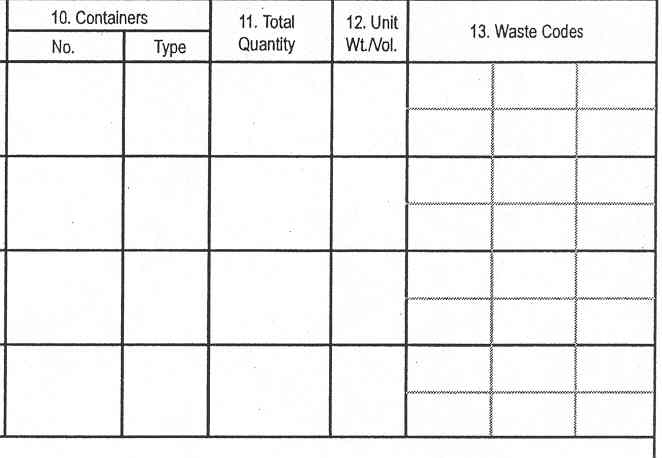 10. Containers
No.
Type
11. Total
Quantity
12. Unit
Wt./Vol.
13. Waste Codes